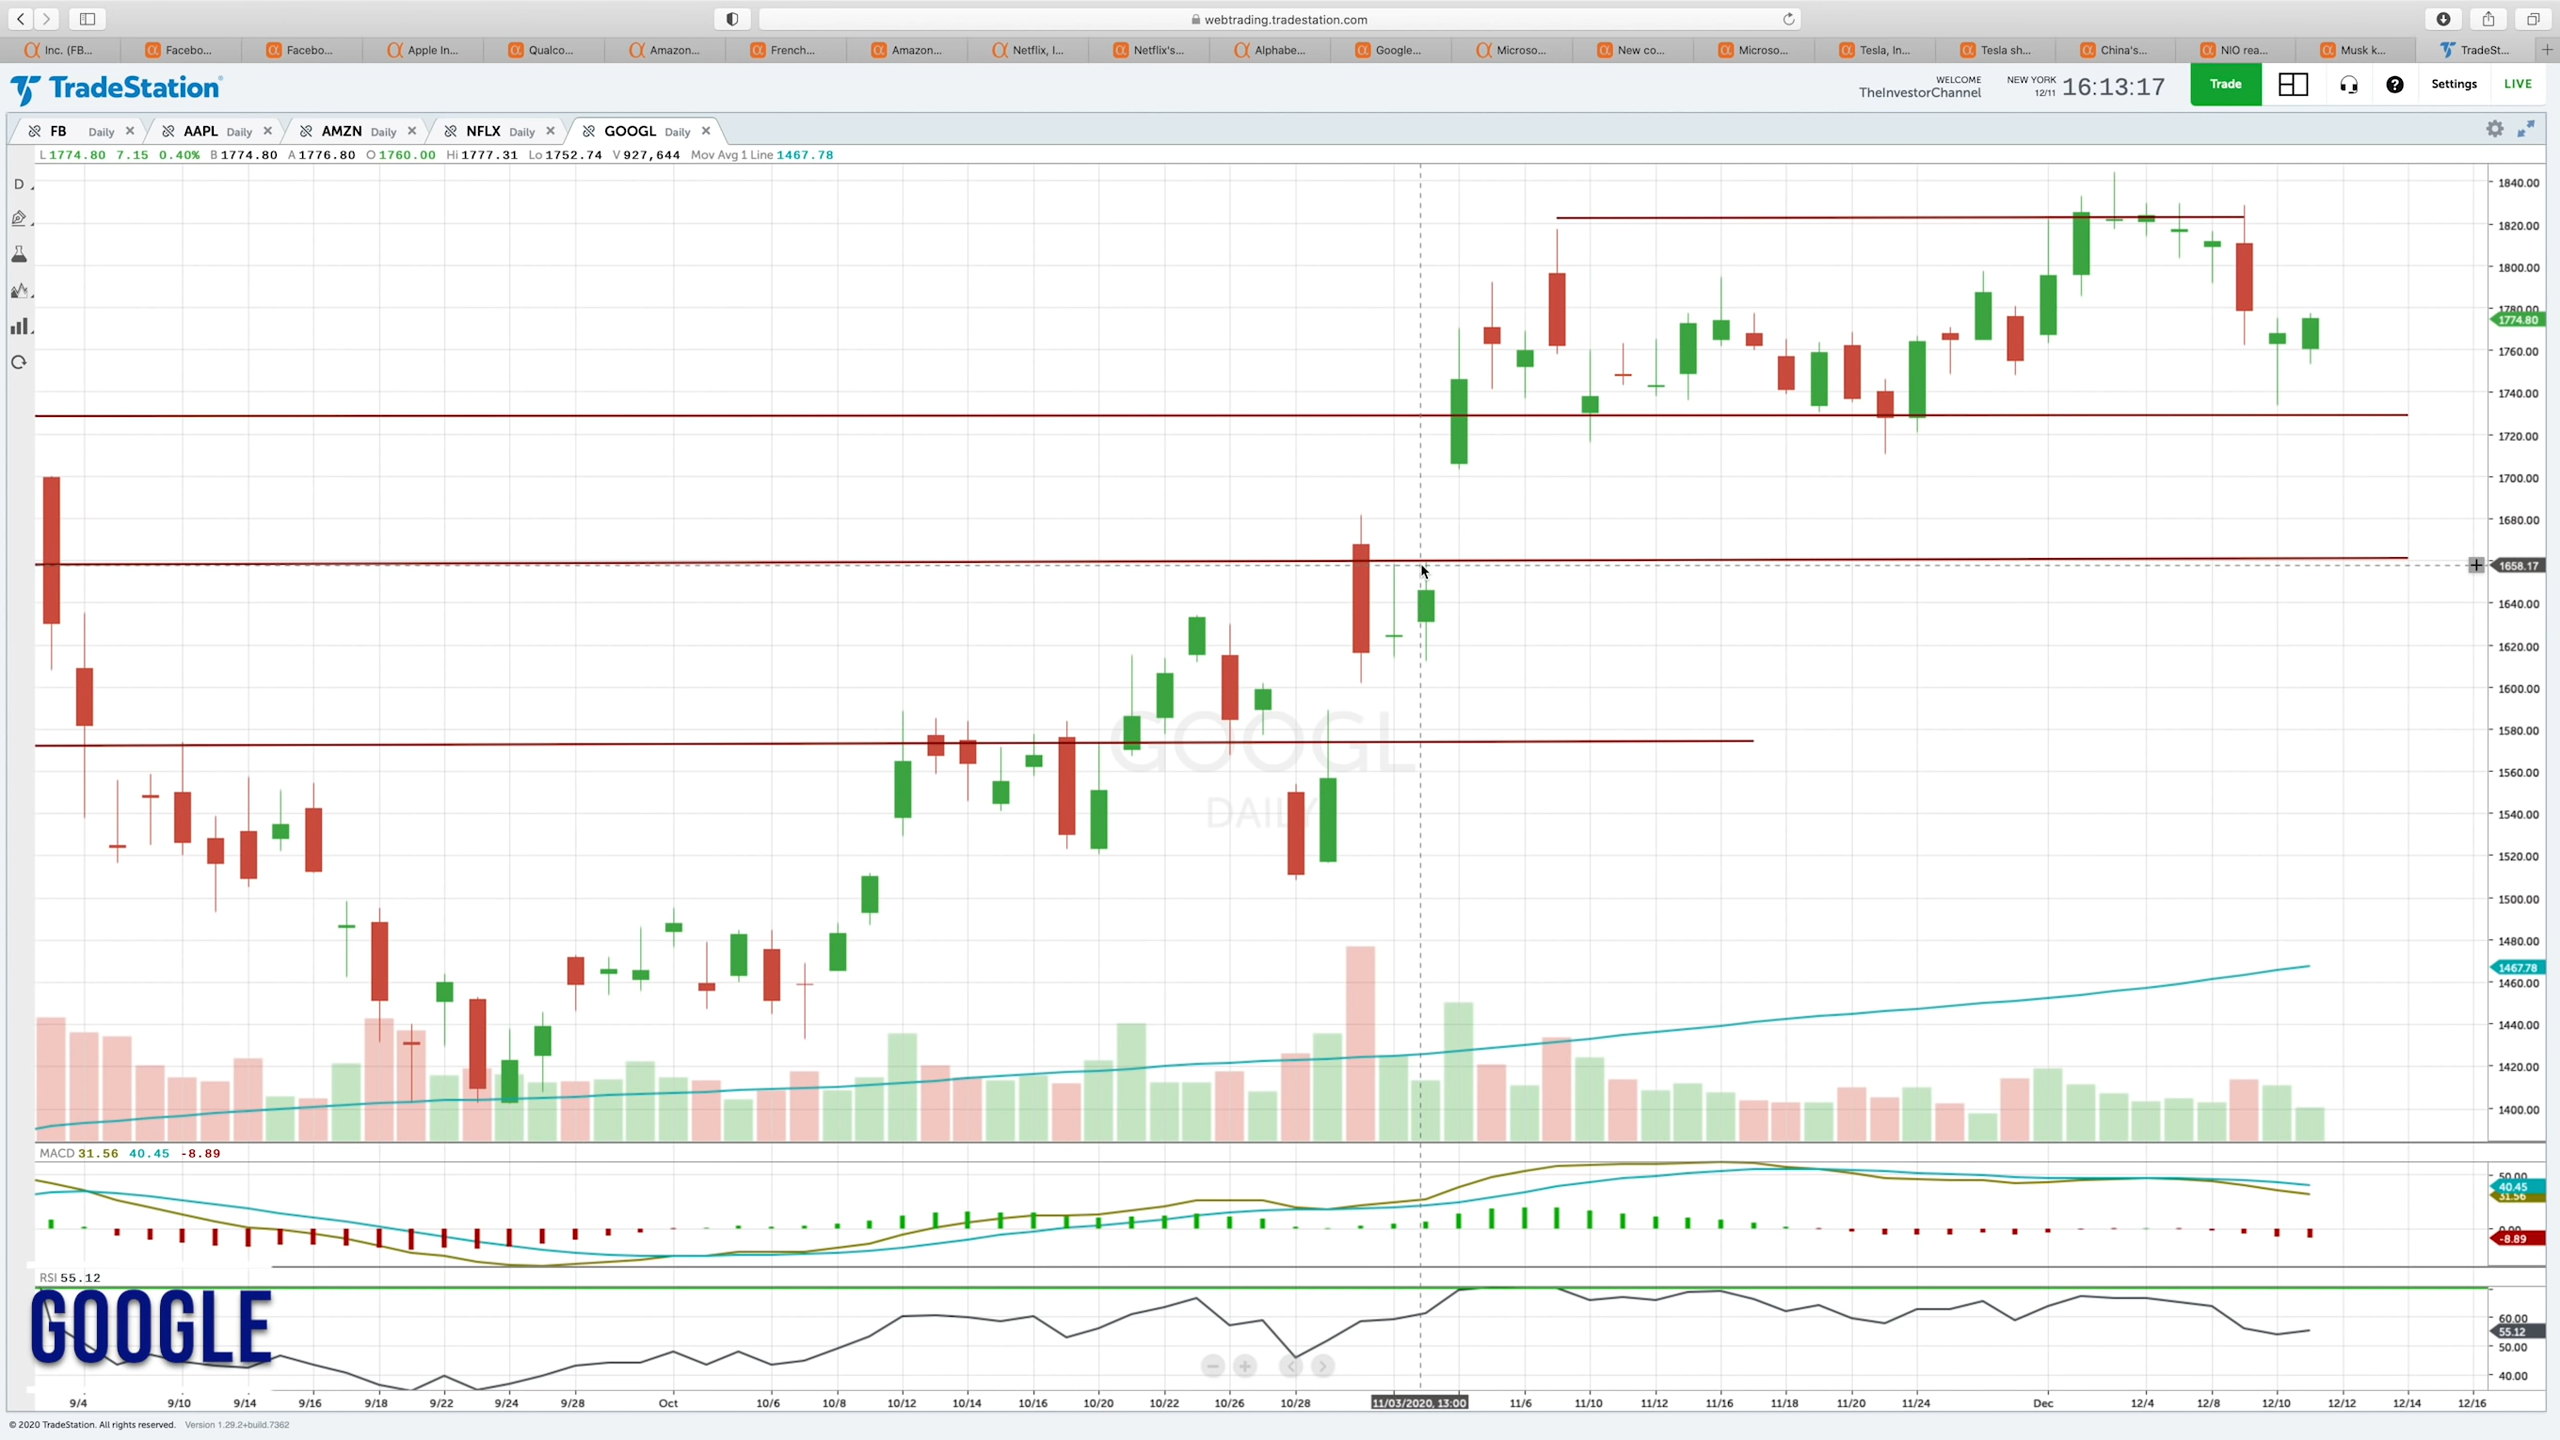 webtrading.tradestation.com
Inc. (FB... Facebo... Facebo... Apple In... Qualco... Amazon... French... Amazon... Netflix, I... Netflix's... Alphabe... Google... Microso... New co... Microso... Tesla, In... Tesla sh... China's... NIO rea... Musk k... TradeSt...
TradeStation
WELCOME
TheInvestorChannel
NEW YORK
12/11
16:13:17
Trade
Settings
LIVE
FB Daily AAPL Daily AMZN Daily NFLX Daily GOOGL Daily
L 1774.80 7.15 0.40% B 1774.80 A 1776.80 O 1760.00 Hi 1777.31 Lo 1752.74 V 927,644 Mov Avg 1 Line 1467.78
D
1840.00
1820.00
1800.00
1780.00
1774.80
1760.00
1740.00
1720.00
1700.00
1680.00
1658.17
1640.00
1620.00
1600.00
1580.00
1560.00
1540.00
1520.00
1500.00
1480.00
1467.78
1460.00
1440.00
1420.00
1400.00
GOOGL
DAILY
MACD 31.56 40.45 -8.89
50.00
40.45
31.56
0.00
-8.89
RSI 55.12
60.00
55.12
50.00
40.00
GOOGLE
9/4 9/10 9/14 9/16 9/18 9/22 9/24 9/28 Oct 10/6 10/8 10/12 10/14 10/16 10/20 10/22 10/26 10/28 11/03/2020, 13:00 11/6 11/10 11/12 11/16 11/18 11/20 11/24 Dec 12/4 12/8 12/10 12/12 12/14 12/16
© 2020 TradeStation. All rights reserved. Version 1.29.2+build.7362